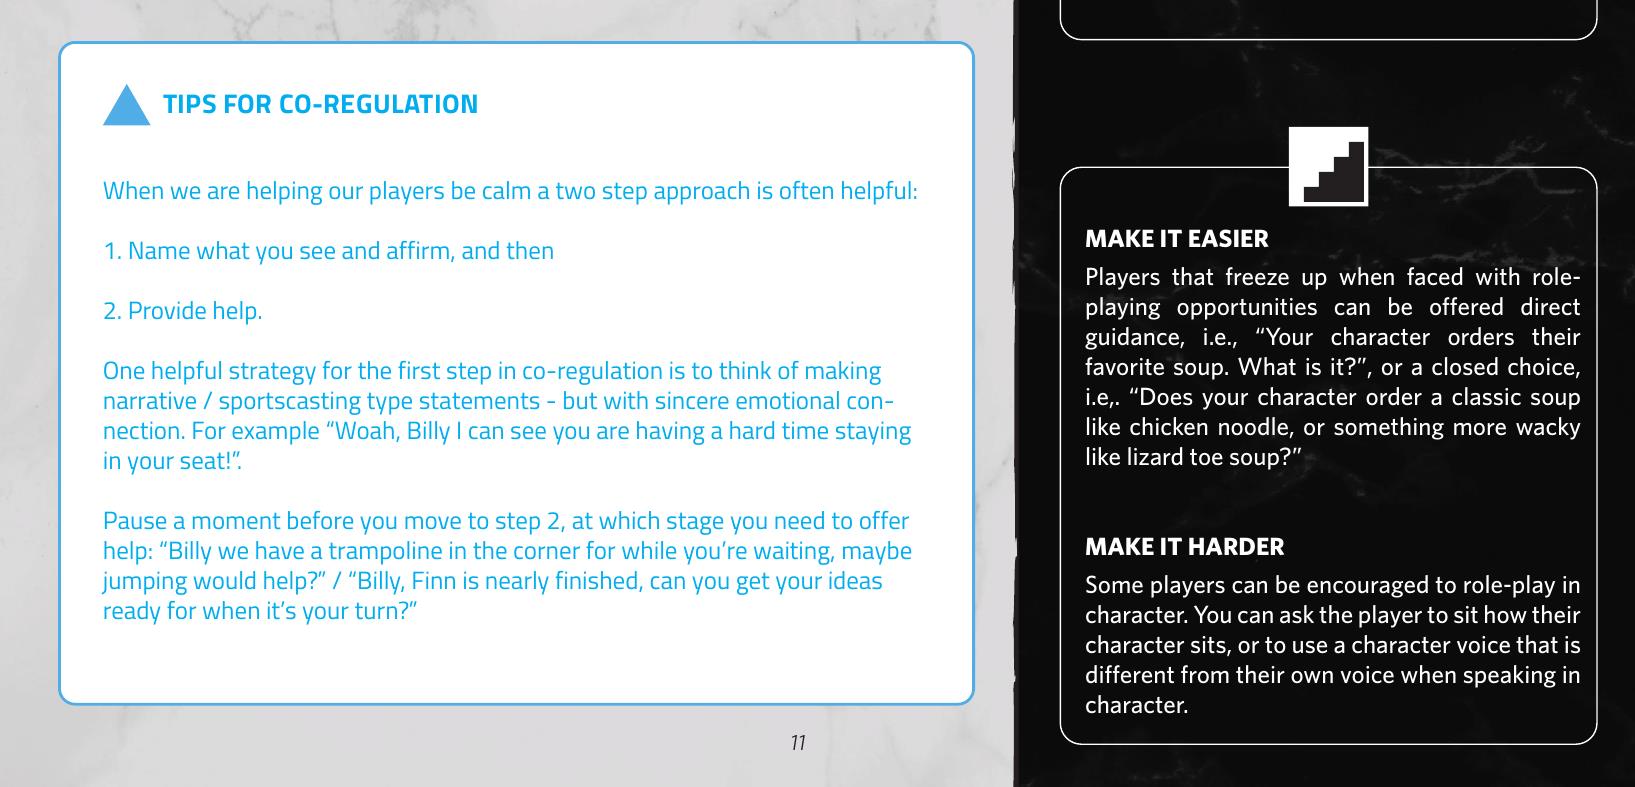 TIPS FOR CO-REGULATION
When we are helping our players be calm a two step approach is often helpful:
1. Name what you see and affirm, and then
2. Provide help.
One helpful strategy for the first step in co-regulation is to think of making
narrative / sportscasting type statements - but with sincere emotional con-
nection. For example “Woah, Billy I can see you are having a hard time staying
in your seat!”.
Pause a moment before you move to step 2, at which stage you need to offer
help: “Billy we have a trampoline in the corner for while you’re waiting, maybe
jumping would help?” / “Billy, Finn is nearly finished, can you get your ideas
ready for when it’s your turn?”
11
MAKE IT EASIER
Players that freeze up when faced with role-
playing opportunities can be offered direct
guidance, i.e., “Your character orders their
favorite soup. What is it?”, or a closed choice,
i.e,. “Does your character order a classic soup
like chicken noodle, or something more wacky
like lizard toe soup?”
MAKE IT HARDER
Some players can be encouraged to role-play in
character. You can ask the player to sit how their
character sits, or to use a character voice that is
different from their own voice when speaking in
character.